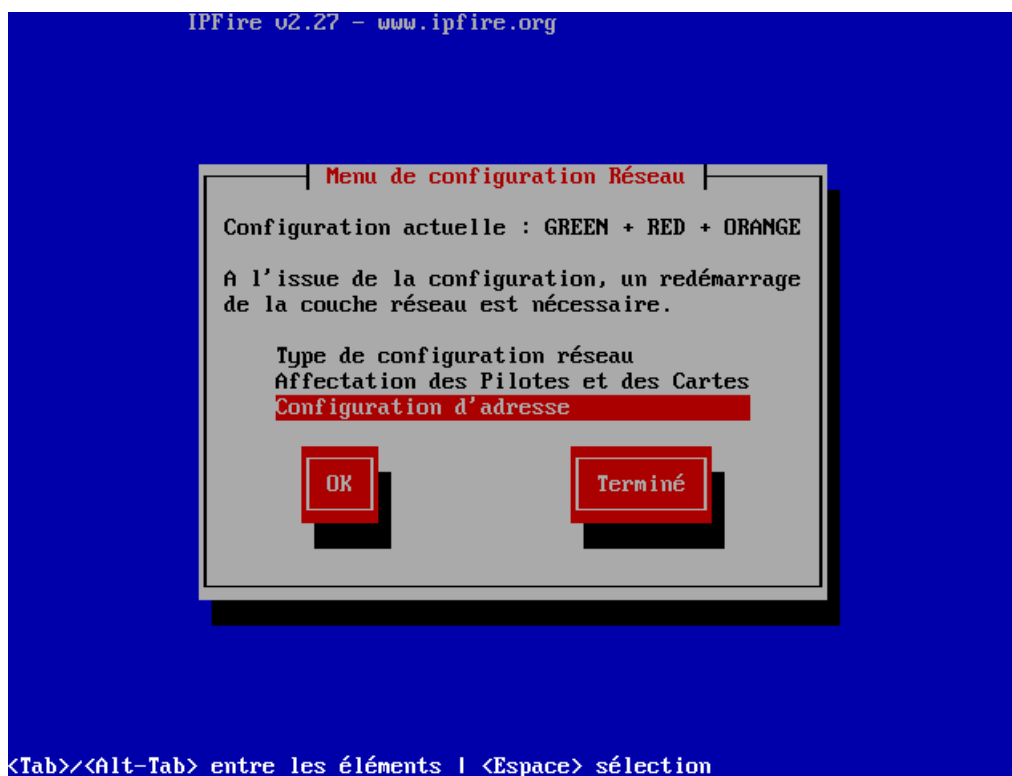 IPFire v2.27 - www.ipfire.org
Menu de configuration Réseau
Configuration actuelle : GREEN + RED + ORANGE
A l'issue de la configuration, un redémarrage
de la couche réseau est nécessaire.
Type de configuration réseau
Affectation des Pilotes et des Cartes
Configuration d'adresse
OK Terminé
<Tab>/<Alt-Tab> entre les éléments | <Espace> sélection